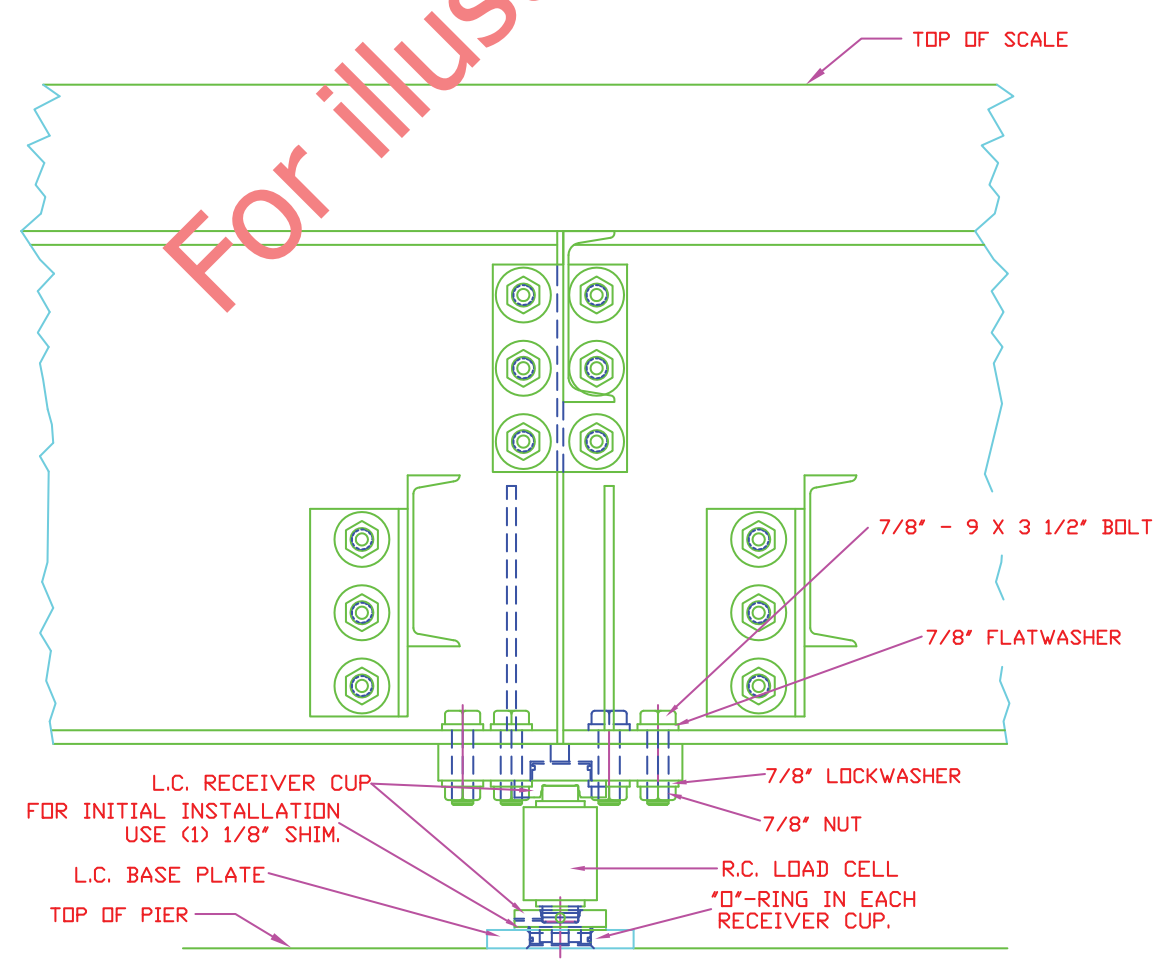 For illus
TOP OF SCALE
7/8" - 9 X 3 1/2" BOLT
7/8" FLATWASHER
L.C. RECEIVER CUP
FOR INITIAL INSTALLATION
USE (1) 1/8" SHIM.
L.C. BASE PLATE
TOP OF PIER
7/8" LOCKWASHER
7/8" NUT
R.C. LOAD CELL
"O"-RING IN EACH
RECEIVER CUP.